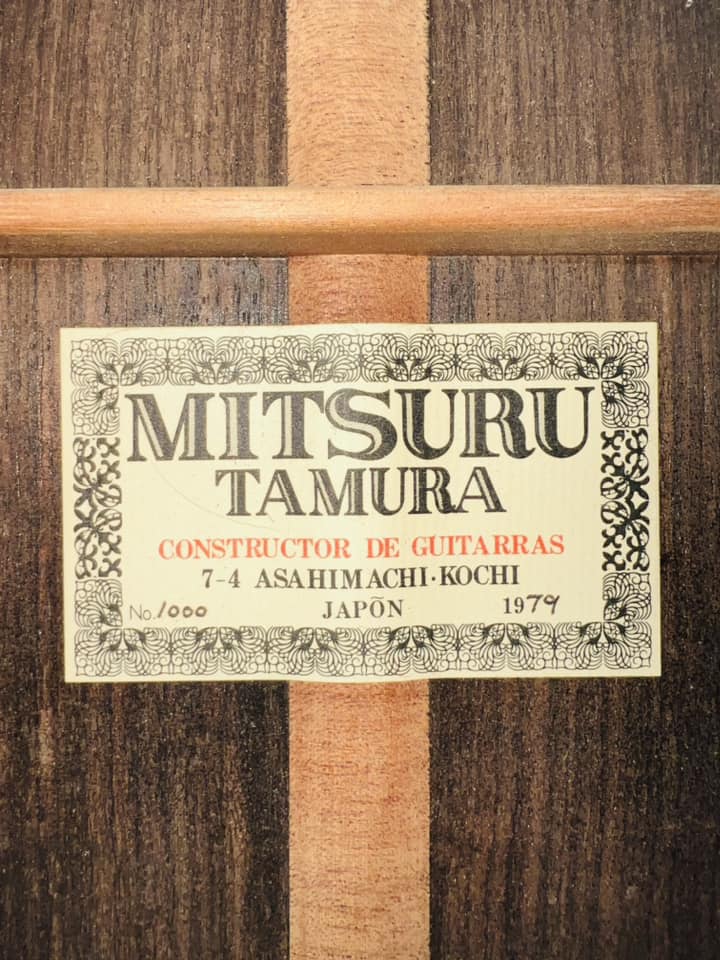 MITSURU
TAMURA
CONSTRUCTOR DE GUITARRAS
7-4 ASAHIMACHI·KOCHI
No.1000 JAPÕN 1979